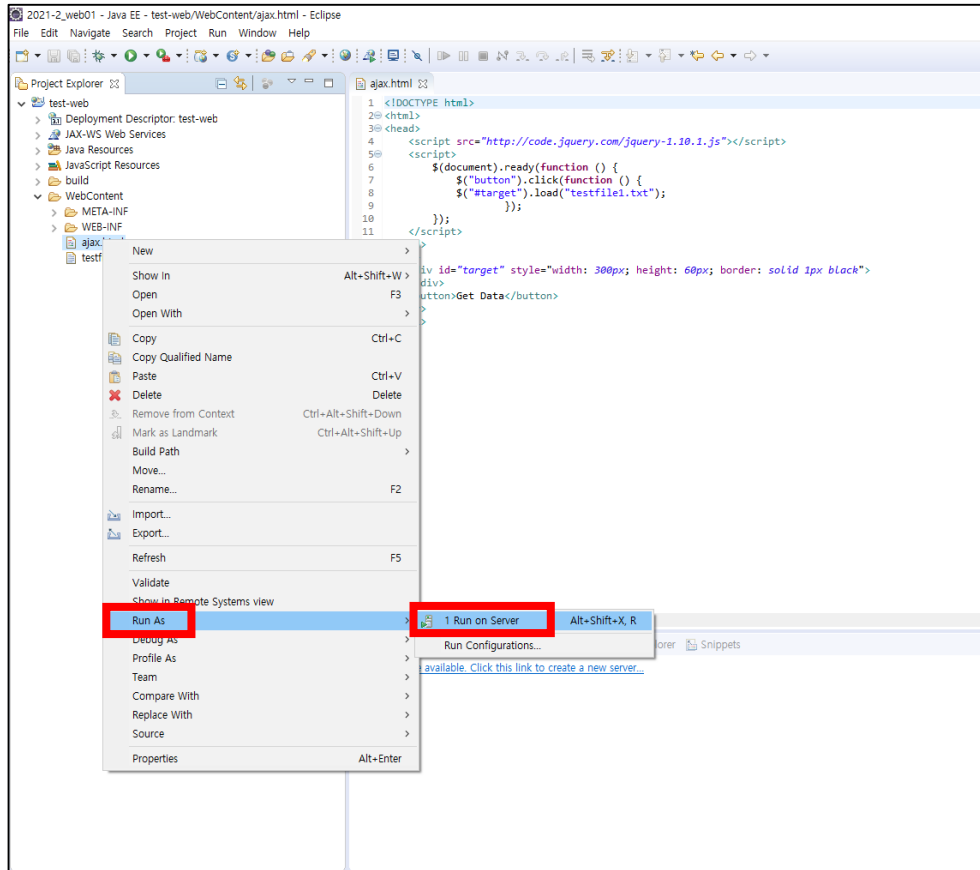 2021-2_web01 - Java EE - test-web/WebContent/ajax.html - Eclipse
File Edit Navigate Search Project Run Window Help
Project Explorer
test-web
Deployment Descriptor: test-web
JAX-WS Web Services
Java Resources
JavaScript Resources
build
WebContent
META-INF
WEB-INF
ajax.
testf
ajax.html
1 <!DOCTYPE html>
2 <html>
3 <head>
4 <script src="http://code.jquery.com/jquery-1.10.1.js"></script>
5 <script>
6 $(document).ready(function () {
7 $("button").click(function () {
8 $("#target").load("testfile1.txt");
9 });
10 });
11 </script>
>
iv id="target" style="width: 300px; height: 60px; border: solid 1px black">
div>
utton>Get Data</button>
>
>
New
Show In Alt+Shift+W
Open F3
Open With
Copy Ctrl+C
Copy Qualified Name
Paste Ctrl+V
Delete Delete
Remove from Context Ctrl+Alt+Shift+Down
Mark as Landmark Ctrl+Alt+Shift+Up
Build Path
Move...
Rename... F2
Import...
Export...
Refresh F5
Validate
Show in Remote Systems view
Run As
Debug As
Profile As
Team
Compare With
Replace With
Source
Properties Alt+Enter
1 Run on Server Alt+Shift+X, R
Run Configurations...
lorer Snippets
available. Click this link to create a new server...